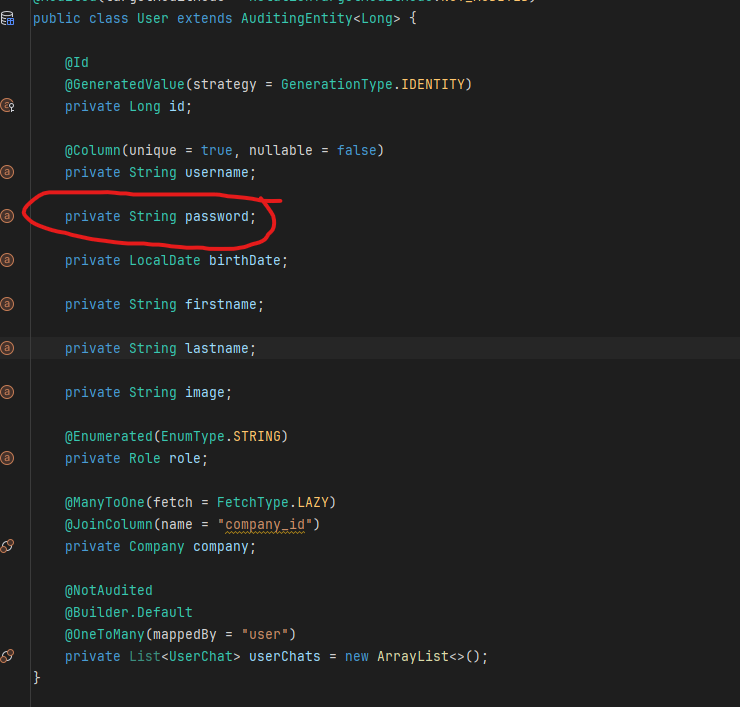 public class User extends AuditingEntity<Long> {
@Id
@GeneratedValue(strategy = GenerationType.IDENTITY)
private Long id;
@Column(unique = true, nullable = false)
private String username;
private String password;
private LocalDate birthDate;
private String firstname;
private String lastname;
private String image;
@Enumerated(EnumType.STRING)
private Role role;
@ManyToOne(fetch = FetchType.LAZY)
@JoinColumn(name = "company_id")
private Company company;
@NotAudited
@Builder.Default
@OneToMany(mappedBy = "user")
private List<UserChat> userChats = new ArrayList<>();
}